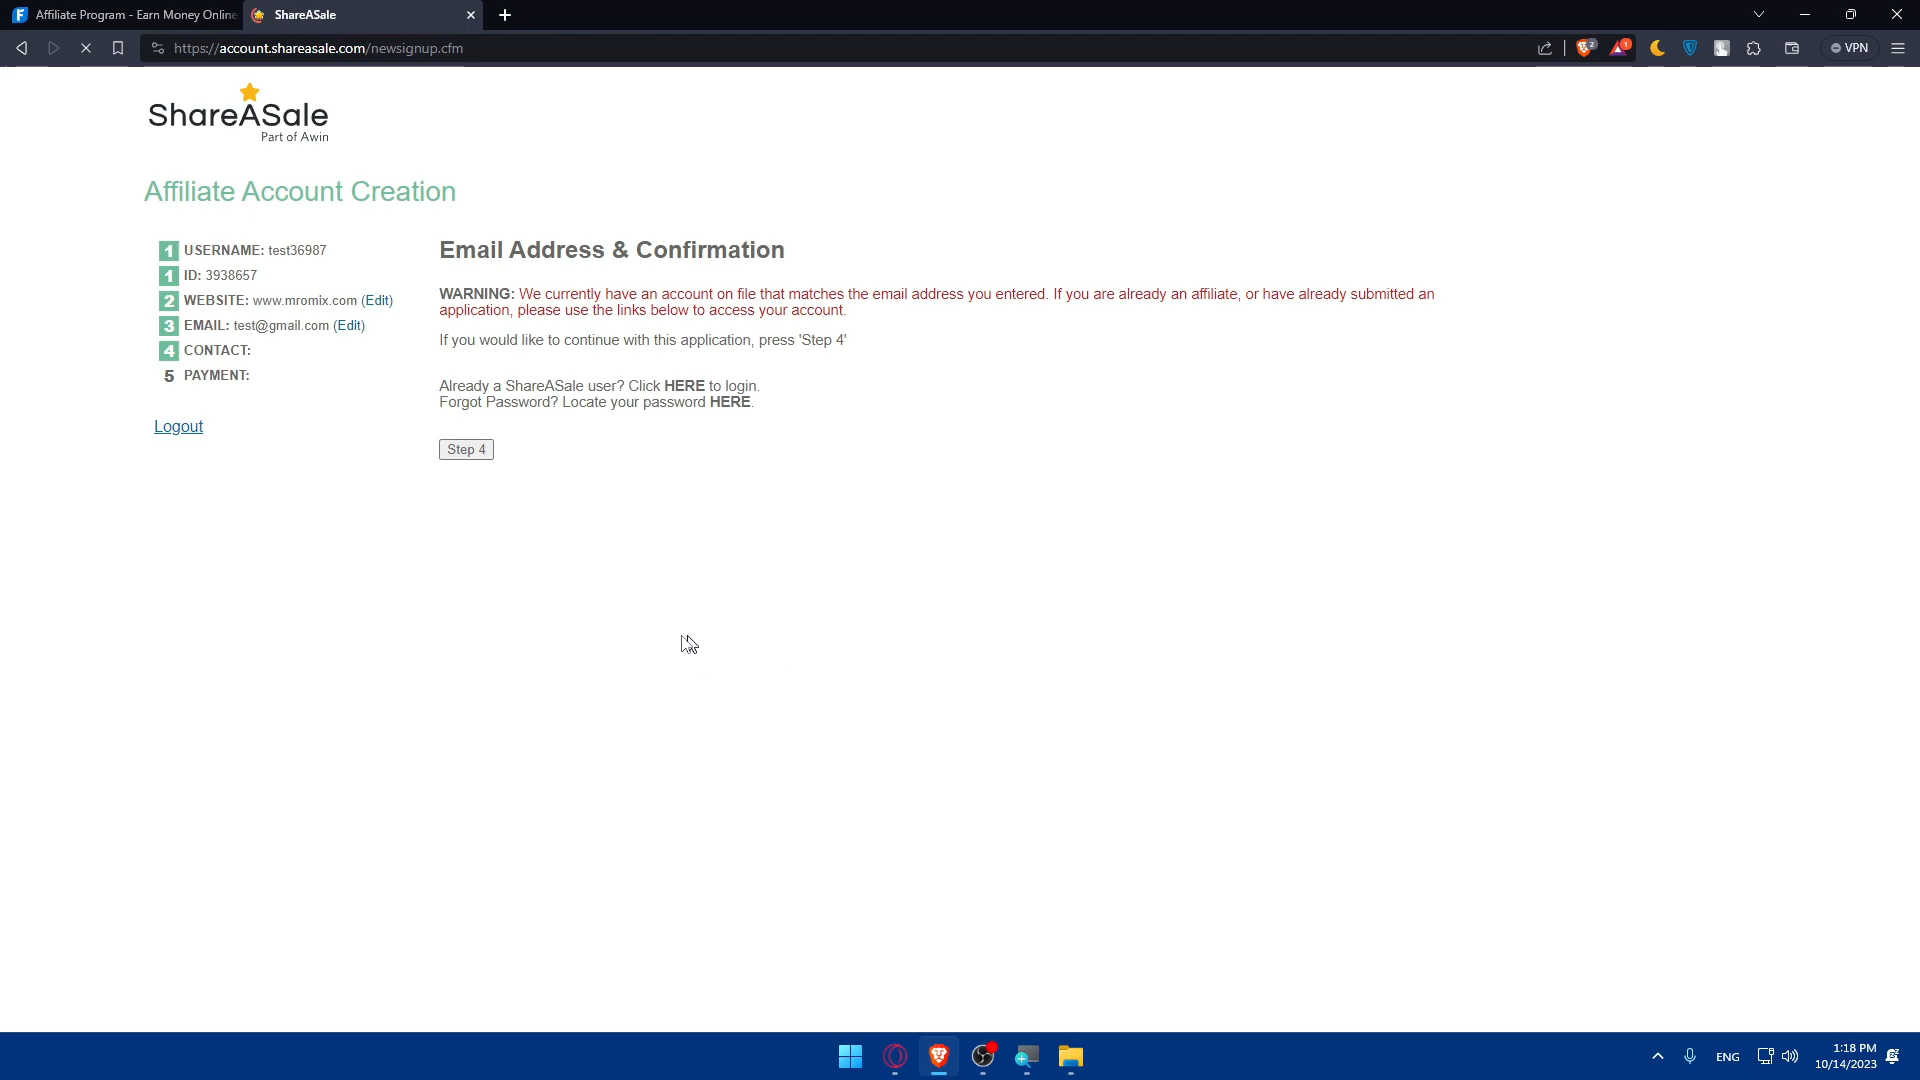 Affiliate Program - Earn Money Online
ShareASale
https://account.shareasale.com/newsignup.cfm
2
1
VPN
ShareASale
Part of Awin
Affiliate Account Creation
1 USERNAME: test36987
1 ID: 3938657
2 WEBSITE: www.mromix.com (Edit)
3 EMAIL: test@gmail.com (Edit)
4 CONTACT:
5 PAYMENT:
Logout
Email Address & Confirmation
WARNING: We currently have an account on file that matches the email address you entered. If you are already an affiliate, or have already submitted an
application, please use the links below to access your account.
If you would like to continue with this application, press 'Step 4'
Already a ShareASale user? Click HERE to login.
Forgot Password? Locate your password HERE.
Step 4
ENG
1:18 PM
10/14/2023